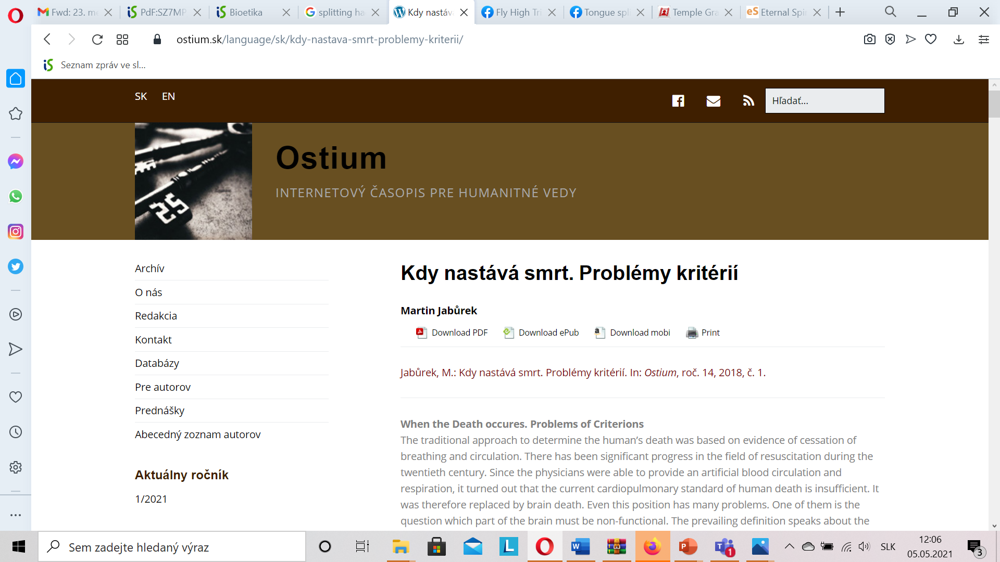 Fwd: 23. me
PdF:SZ7MP
Bioetika
splitting ha
Kdy nastáva
Fly High Tri
Tongue spli
Temple Gra
Eternal Spir
ostium.sk/language/sk/kdy-nastava-smrt-problemy-kriterii/
Seznam zpráv ve sl...
SK EN
Hľadať...
25
Ostium
INTERNETOVÝ ČASOPIS PRE HUMANITNÉ VEDY
Archív
O nás
Redakcia
Kontakt
Databázy
Pre autorov
Prednášky
Abecedný zoznam autorov
Aktuálny ročník
1/2021
Kdy nastává smrt. Problémy kritérií
Martin Jabůrek
Download PDF Download ePub Download mobi Print
Jabůrek, M.: Kdy nastává smrt. Problémy kritérií. In: Ostium, roč. 14, 2018, č. 1.
When the Death occures. Problems of Criterions
The traditional approach to determine the human’s death was based on evidence of cessation of
breathing and circulation. There has been significant progress in the field of resuscitation during the
twentieth century. Since the physicians were able to provide an artificial blood circulation and
respiration, it turned out that the current cardiopulmonary standard of human death is insufficient. It
was therefore replaced by brain death. Even this position has many problems. One of them is the
question which part of the brain must be non-functional. The prevailing definition speaks about the
Sem zadejte hledaný výraz
SLK
12:06
05.05.2021
3